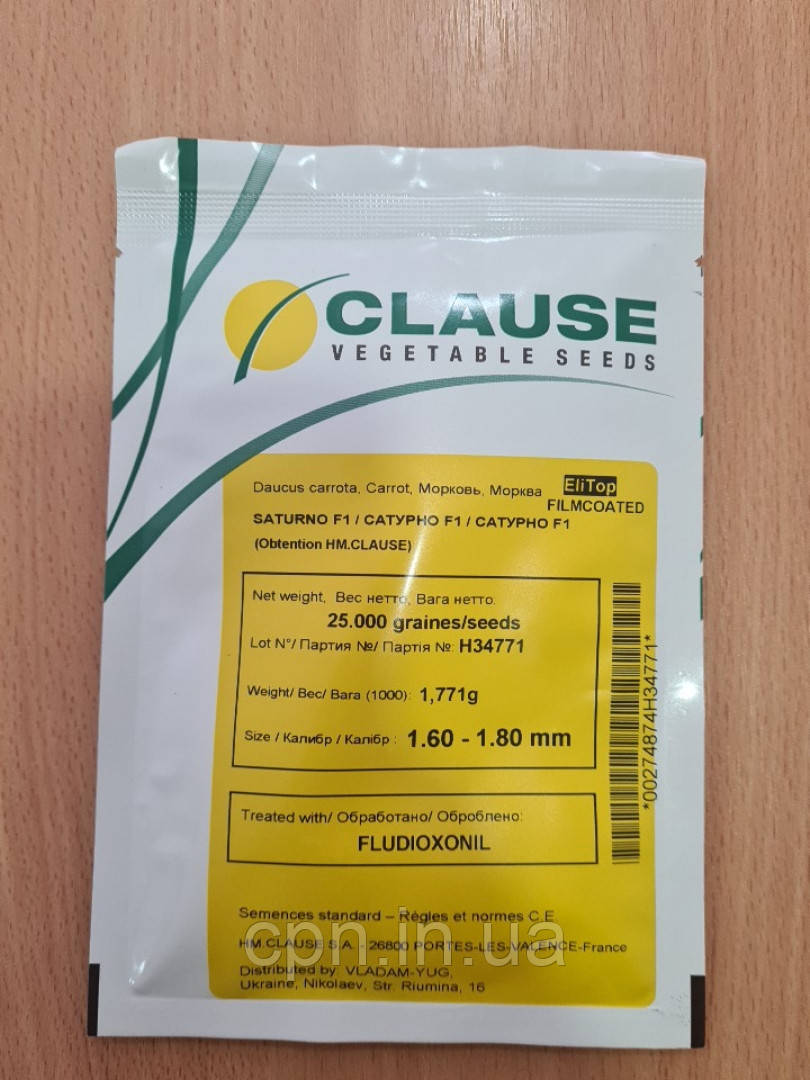 CLAUSE
VEGETABLE SEEDS
Daucus carrota, Carrot, Морковь, Морква
EliTop
FILMCOATED
SATURNO F1 / САТУРНО F1 / САТУРНО F1
(Obtention HM.CLAUSE)
Net weight, Вес нетто, Вага нетто.
25.000 graines/seeds
Lot N°/ Партия №/ Партія №: H34771
Weight/ Вес/ Вага (1000): 1,771g
Size / Калибр / Калібр : 1.60 - 1.80 mm
*00274874H34771*
Treated with/ Обработано/ Оброблено:
FLUDIOXONIL
Semences standard – Règles et normes C.E.
HM.CLAUSE S.A. - 26800 PORTES-LES-VALENCE-France
cpn.in.ua
Distributed by: VLADAM-YUG,
Ukraine, Nikolaev, Str. Riumina, 16